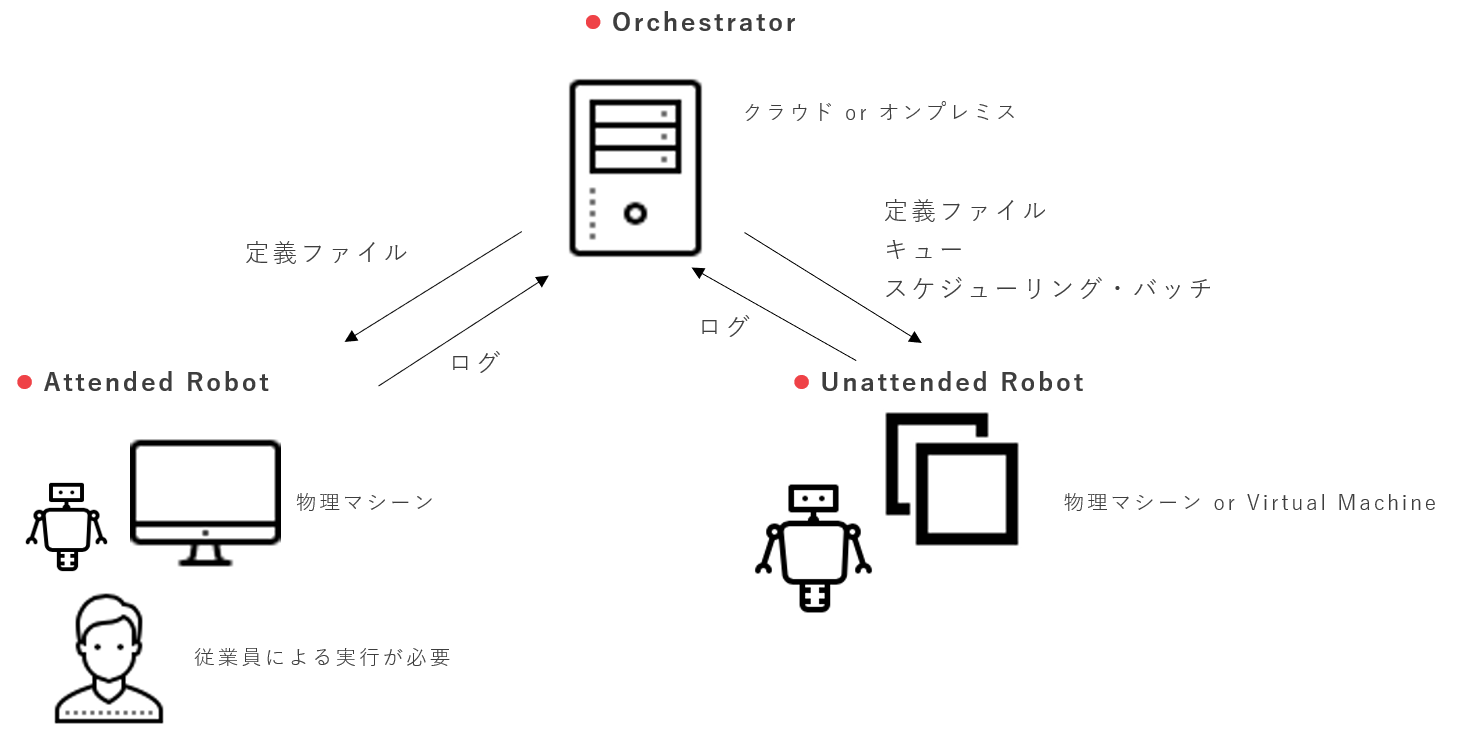 Orchestrator
クラウド or オンプレミス
定義ファイル
キュー
スケジューリング・バッチ
定義ファイル
ログ
ログ
Attended Robot
Unattended Robot
物理マシーン
物理マシーン or Virtual Machine
従業員による実行が必要